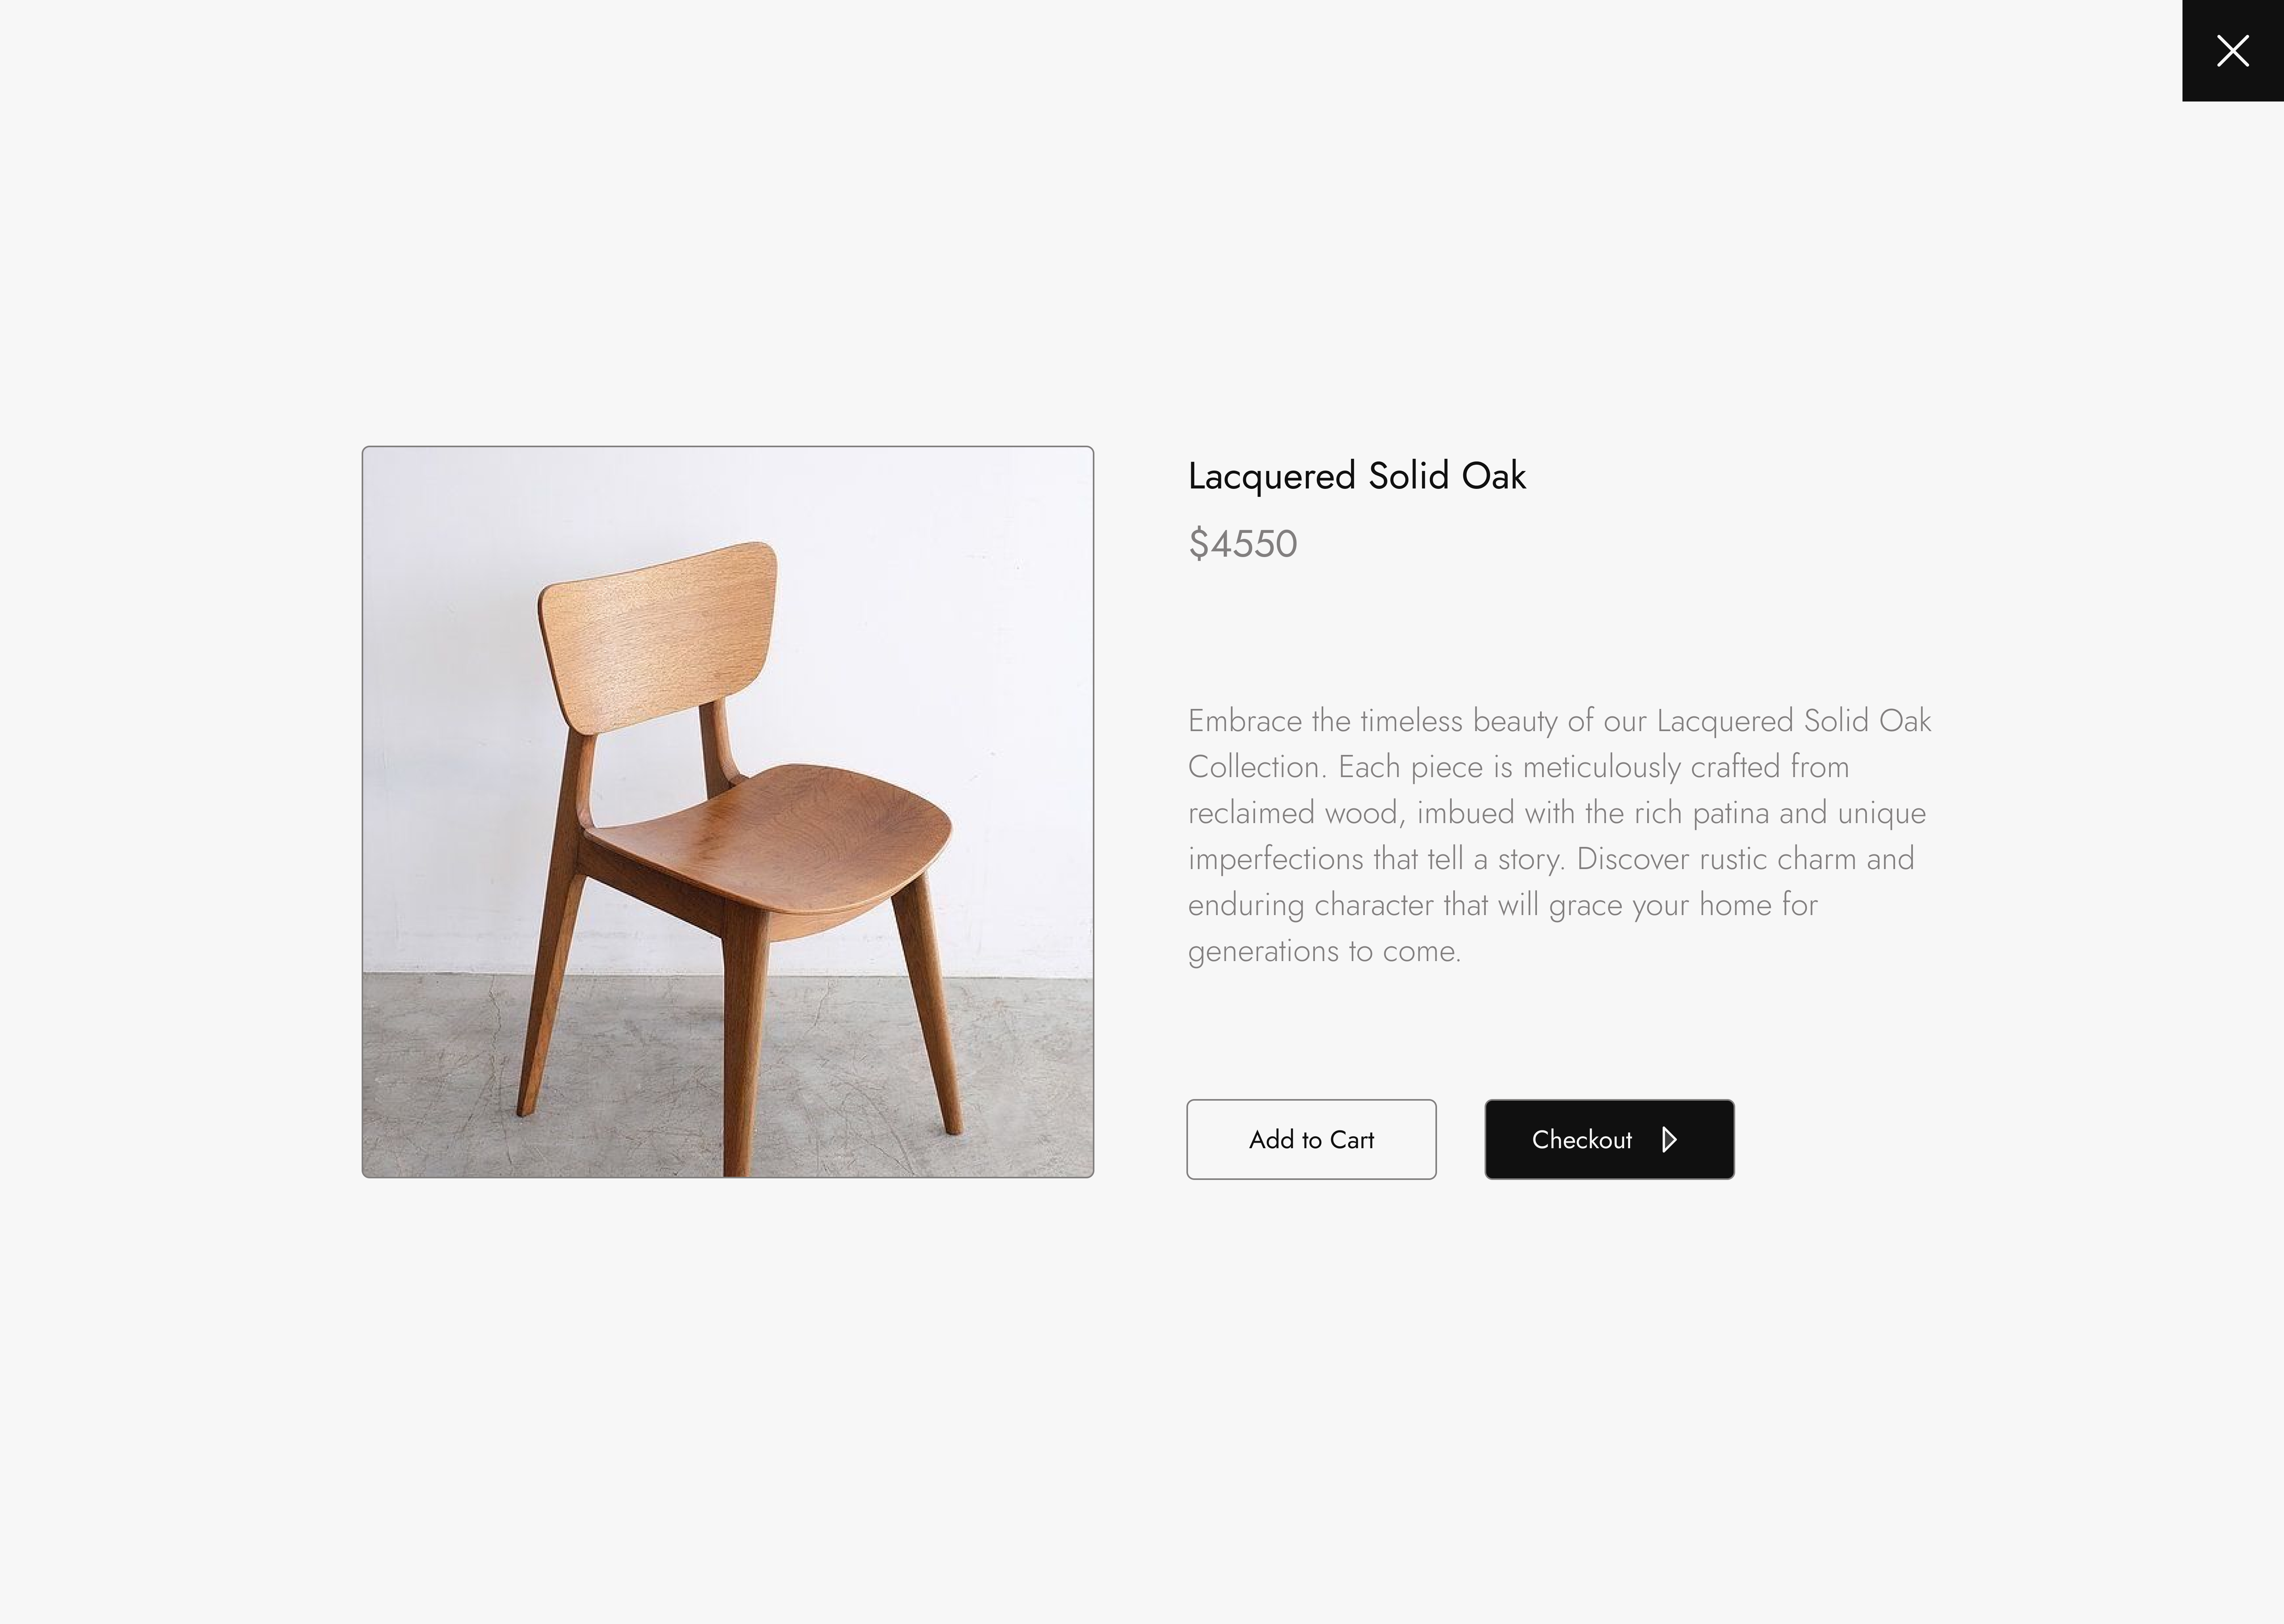 Lacquered Solid Oak
$4550
Embrace the timeless beauty of our Lacquered Solid Oak
Collection. Each piece is meticulously crafted from
reclaimed wood, imbued with the rich patina and unique
imperfections that tell a story. Discover rustic charm and
enduring character that will grace your home for
generations to come.
Add to Cart
Checkout